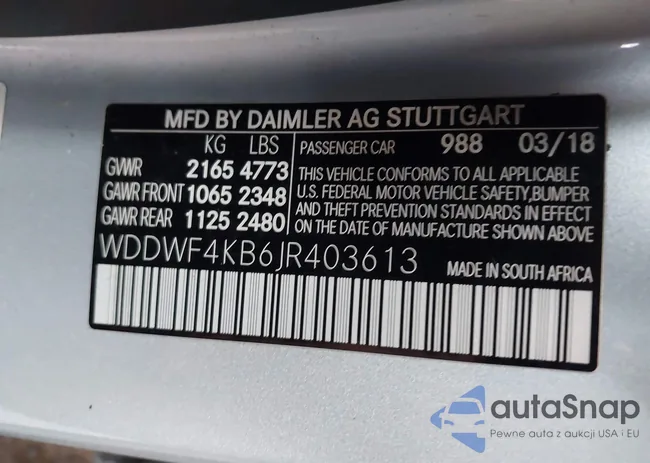 MFD BY DAIMLER AG STUTTGART
KG LBS
GVWR 2165 4773
GAWR FRONT 1065 2348
GAWR REAR 1125 2480
PASSENGER CAR 988 03/18
THIS VEHICLE CONFORMS TO ALL APPLICABLE
U.S. FEDERAL MOTOR VEHICLE SAFETY,BUMPER
AND THEFT PREVENTION STANDARDS IN EFFECT
ON THE DATE OF MANUFACTURE SHOWN ABOVE.
WDDWF4KB6JR403613
MADE IN SOUTH AFRICA
autaSnap
Pewne auta z aukcji USA i EU